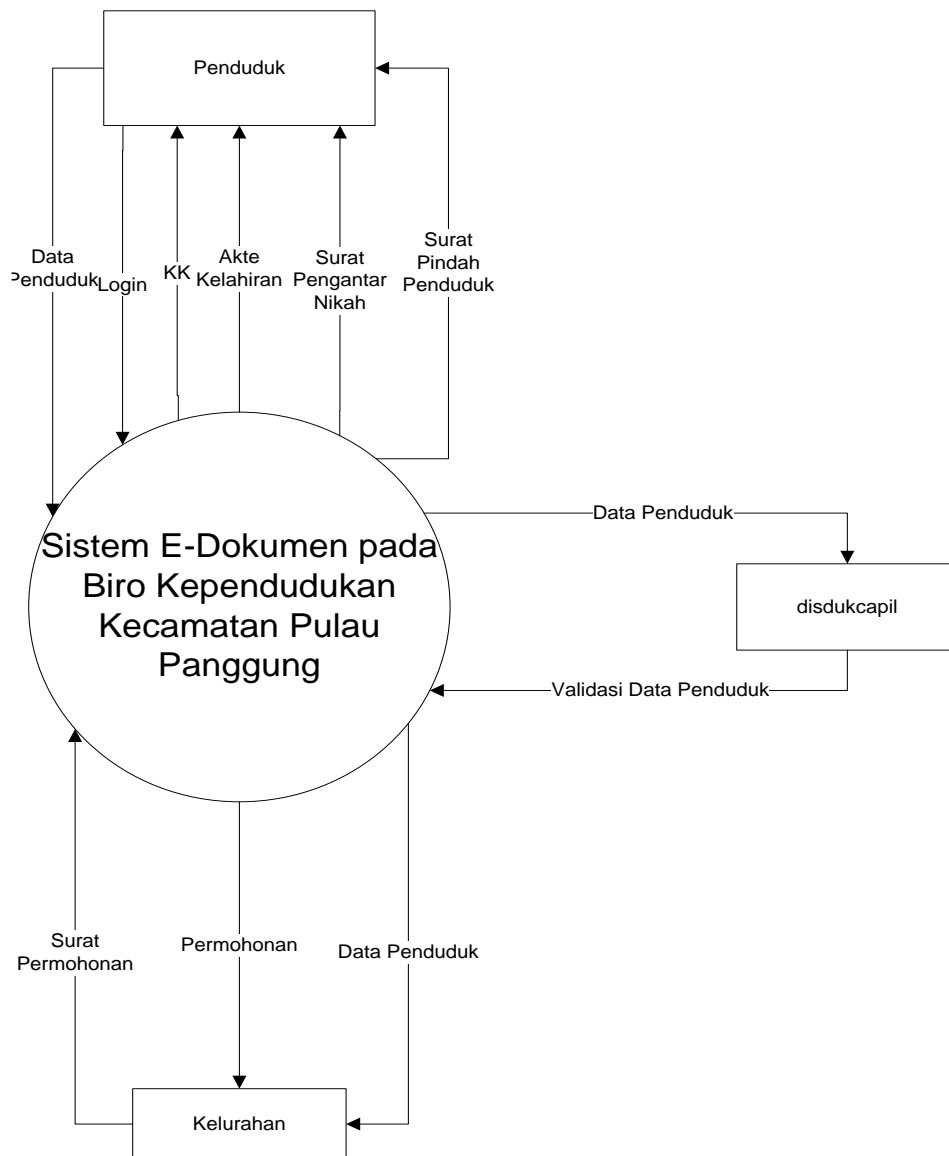 Penduduk
Data
Penduduk
Login
KK
Akte
Kelahiran
Surat
Pengantar
Nikah
Surat
Pindah
Penduduk
Sistem E-Dokumen pada
Biro Kependudukan
Kecamatan Pulau
Panggung
Data Penduduk
disdukcapil
Validasi Data Penduduk
Surat
Permohonan
Permohonan
Data Penduduk
Kelurahan